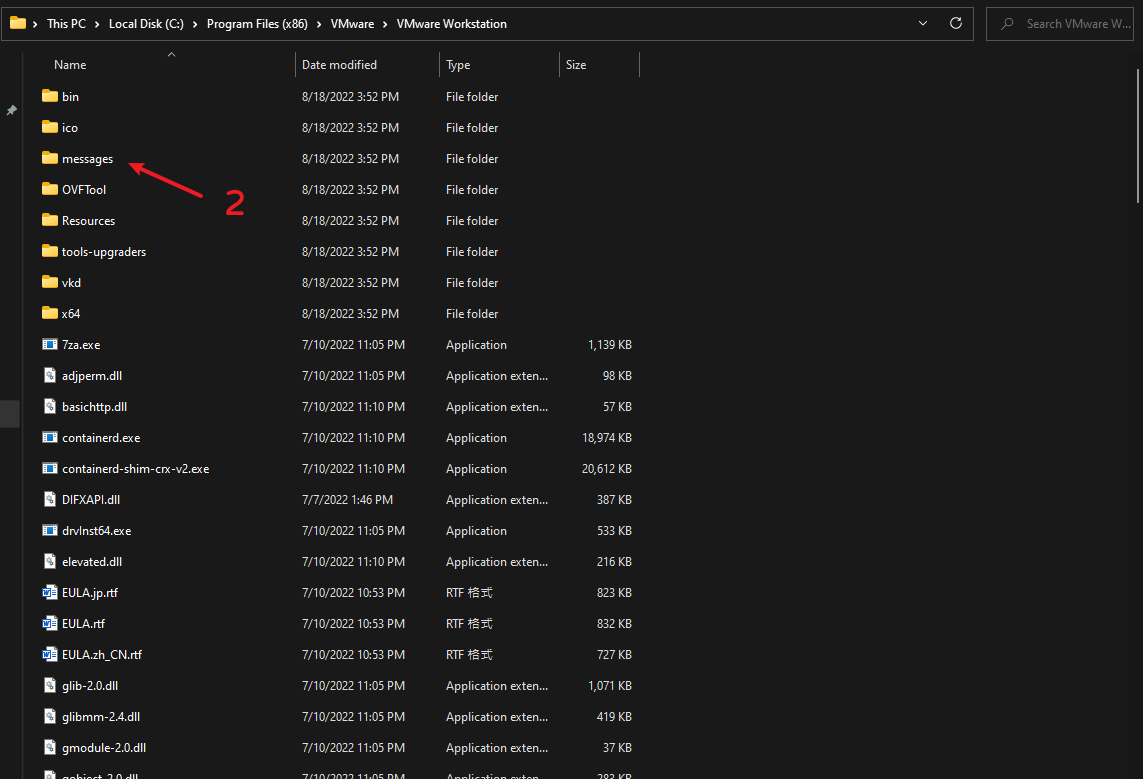 This PC > Local Disk (C:) > Program Files (x86) > VMware > VMware Workstation
Search VMware W...
Name Date modified Type Size
bin 8/18/2022 3:52 PM File folder
ico 8/18/2022 3:52 PM File folder
messages 8/18/2022 3:52 PM File folder
OVFTool 8/18/2022 3:52 PM File folder
2
Resources 8/18/2022 3:52 PM File folder
tools-upgraders 8/18/2022 3:52 PM File folder
vkd 8/18/2022 3:52 PM File folder
x64 8/18/2022 3:52 PM File folder
7za.exe 7/10/2022 11:05 PM Application 1,139 KB
adjperm.dll 7/10/2022 11:05 PM Application exten... 98 KB
basichttp.dll 7/10/2022 11:10 PM Application exten... 57 KB
containerd.exe 7/10/2022 11:10 PM Application 18,974 KB
containerd-shim-crx-v2.exe 7/10/2022 11:10 PM Application 20,612 KB
DIFXAPI.dll 7/7/2022 1:46 PM Application exten... 387 KB
drvInst64.exe 7/10/2022 11:05 PM Application 533 KB
elevated.dll 7/10/2022 11:10 PM Application exten... 216 KB
EULA.jp.rtf 7/10/2022 10:53 PM RTF 格式 823 KB
EULA.rtf 7/10/2022 10:53 PM RTF 格式 832 KB
EULA.zh_CN.rtf 7/10/2022 10:53 PM RTF 格式 727 KB
glib-2.0.dll 7/10/2022 11:05 PM Application exten... 1,071 KB
glibmm-2.4.dll 7/10/2022 11:05 PM Application exten... 419 KB
gmodule-2.0.dll 7/10/2022 11:05 PM Application exten... 37 KB
gobject-2.0.dll 7/10/2022 11:05 PM Application exten... 283 KB